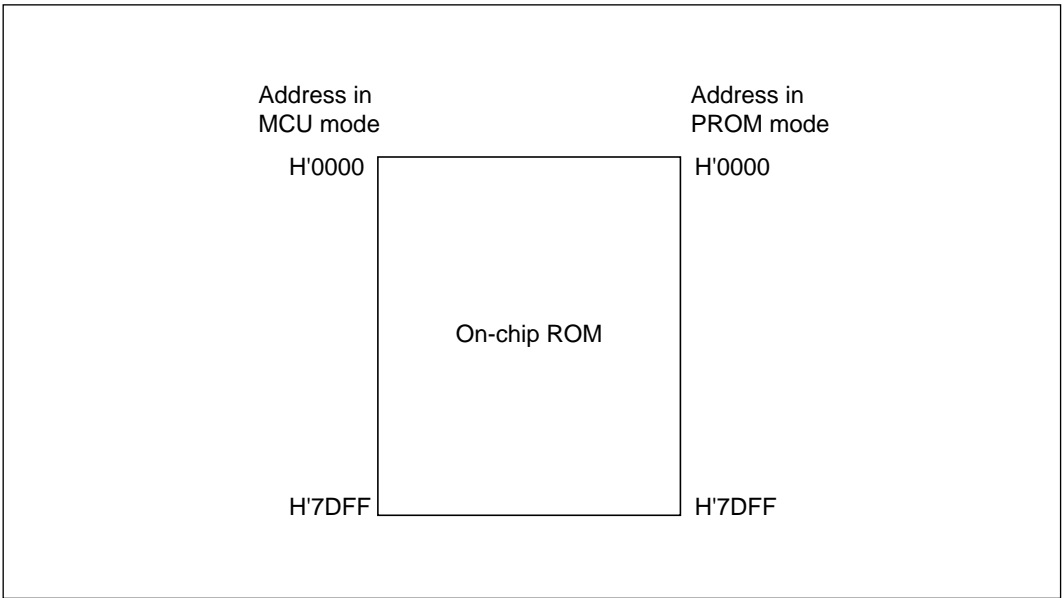 Address in
MCU mode
Address in
PROM mode
H'0000
H'0000
On-chip ROM
H'7DFF
H'7DFF